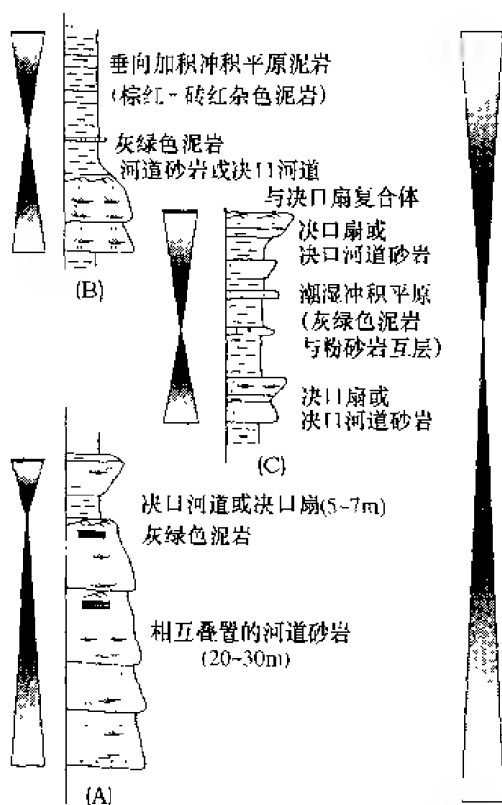 垂向加积冲积平原泥岩
(棕红-砖红杂色泥岩)
灰绿色泥岩
河道砂岩或决口河道
与决口扇复合体
(B)
决口扇或
决口河道砂岩
潮湿冲积平原
(灰绿色泥岩
与粉砂岩互层)
决口扇或
决口河道砂岩
(C)
决口河道或决口扇(5~7m)
灰绿色泥岩
相互叠置的河道砂岩
(20~30m)
(A)